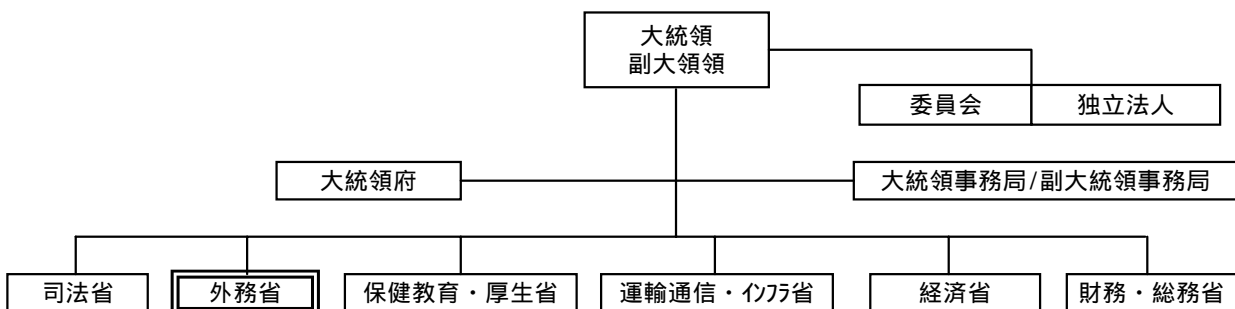 大統領
副大領領
委員会
独立法人
大統領府
大統領事務局/副大統領事務局
司法省
外務省
保健教育・厚生省
運輸通信・ｲﾝﾌﾗ省
経済省
財務・総務省